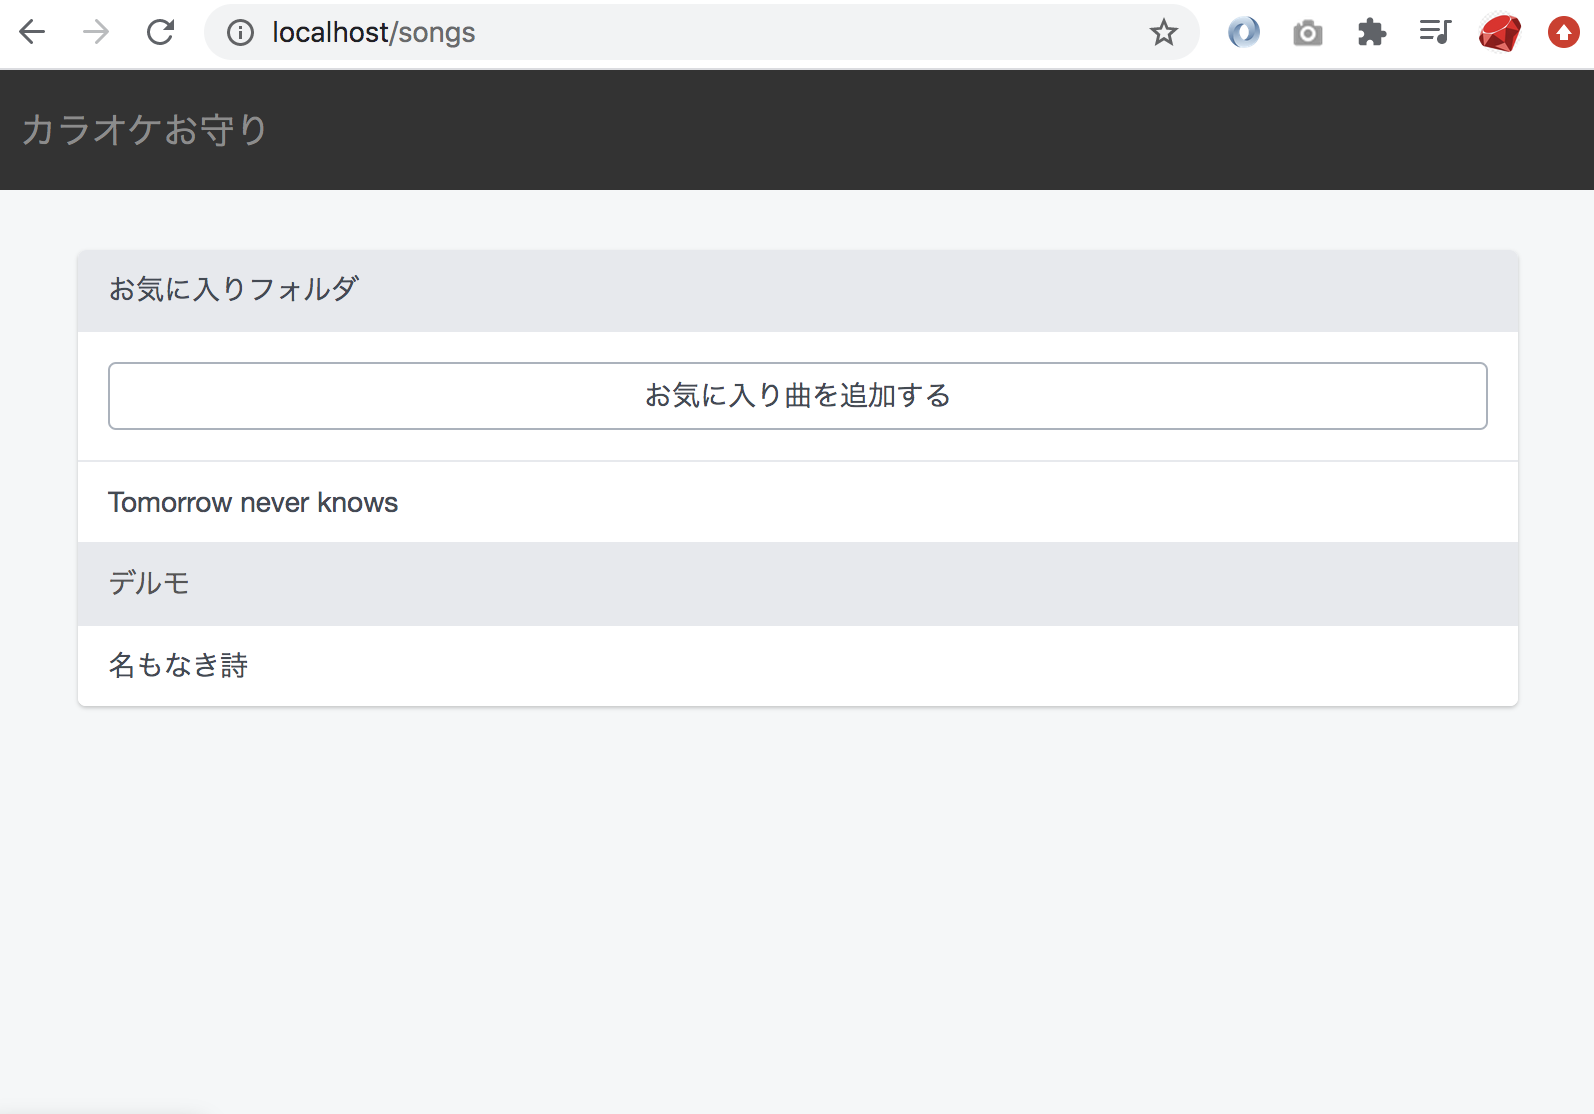 localhost/songs
カラオケお守り
お気に入りフォルダ
お気に入り曲を追加する
Tomorrow never knows
デルモ
名もなき詩